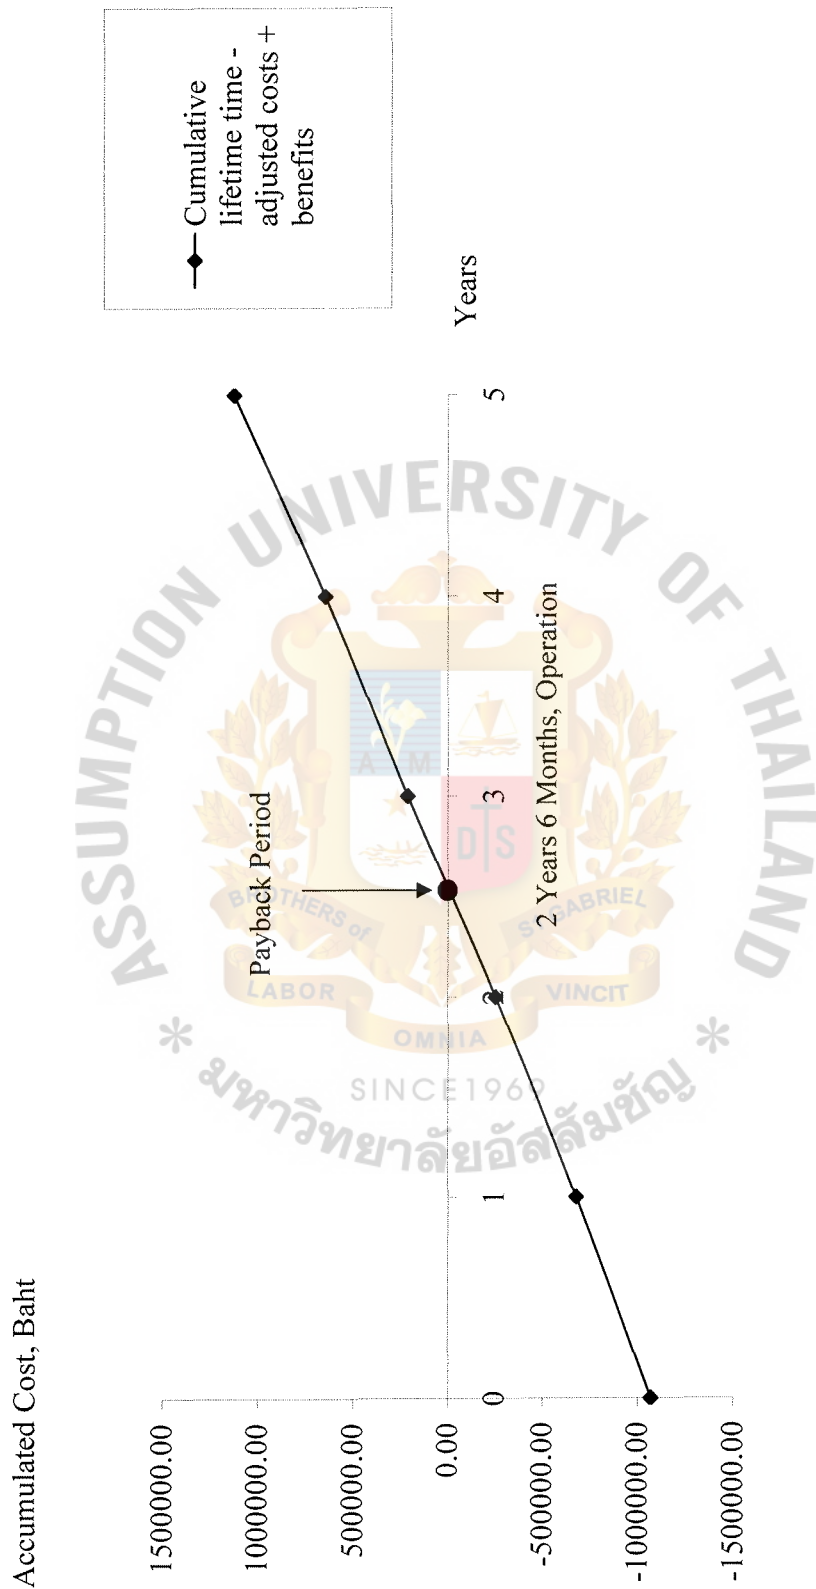 Accumulated Cost, Baht
1500000.00
1000000.00
500000.00
0.00
-500000.00
-1000000.00
-1500000.00
0
1
2
3
4
5
Years
Payback Period
2 Years 6 Months, Operation
Cumulative
lifetime time -
adjusted costs +
benefits
ASSUMPTION UNIVERSITY OF THAILAND
A M
D S
BROTHERS of
ST GABRIEL
LABOR
OMNIA
VINCIT
SINCE1969
มหาวิทยาลัยอัสสัมชัญ